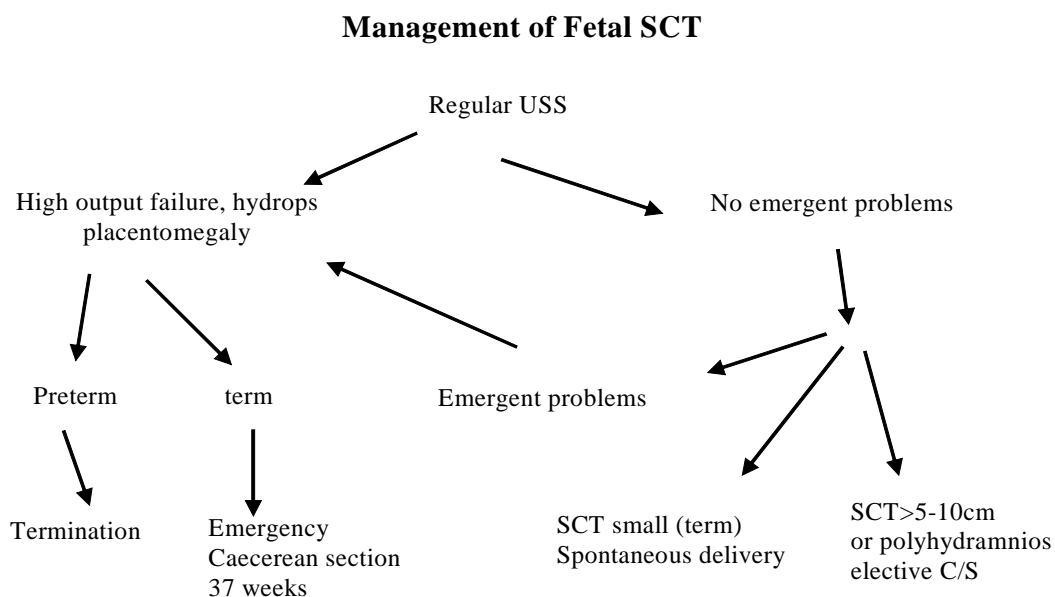 Management of Fetal SCT
Regular USS
High output failure, hydrops
placentomegaly
No emergent problems
Preterm
term
Emergent problems
Termination
Emergency
Caecerean section
37 weeks
SCT small (term)
Spontaneous delivery
SCT>5-10cm
or polyhydramnios
elective C/S